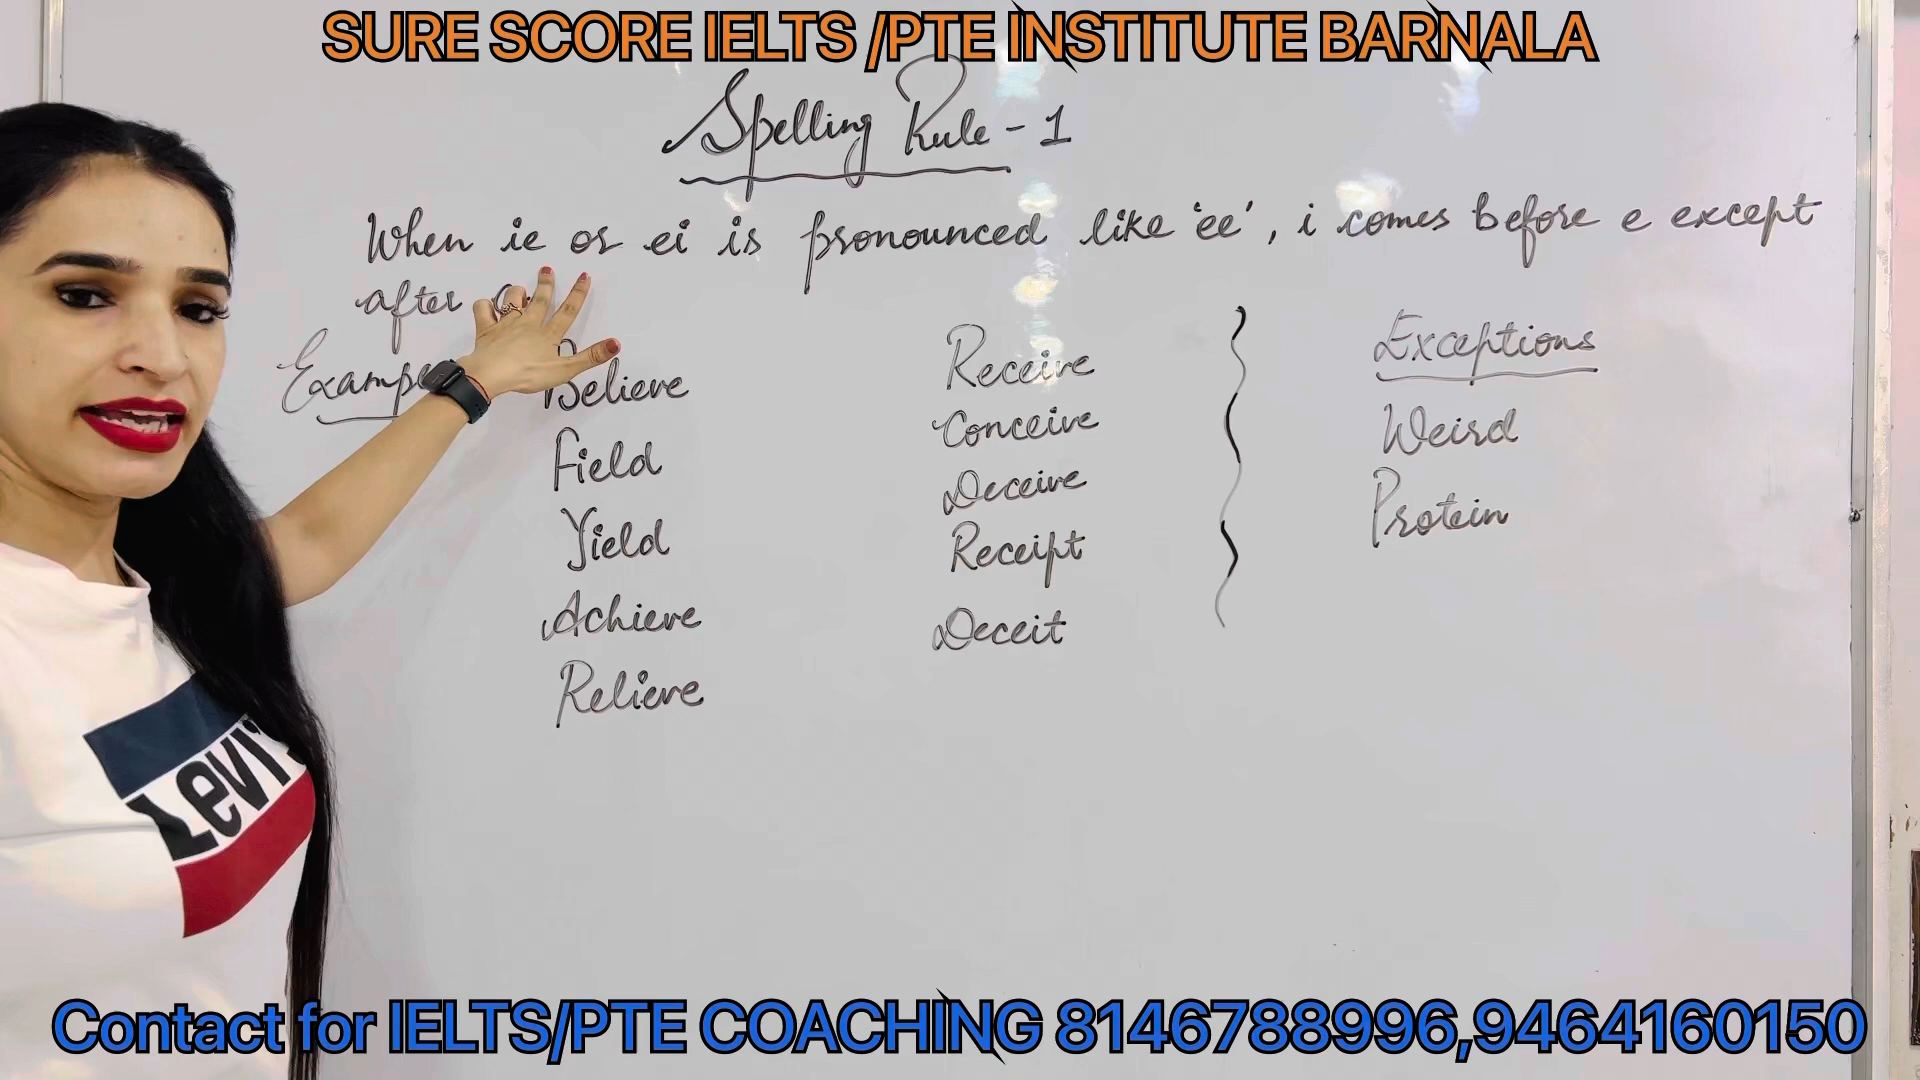 SURE SCORE IELTS /PTE INSTITUTE BARNALA
Spelling Rule - 1
When ie or ei is pronounced like 'ee', i comes before e except
after
Believe
Field
Yield
Achieve
Relieve
Receive
Conceive
Deceive
Receipt
Deceit
Exceptions
Weird
Protein
LEVI'S
Contact for IELTS/PTE COACHING 8146788996,9464160150